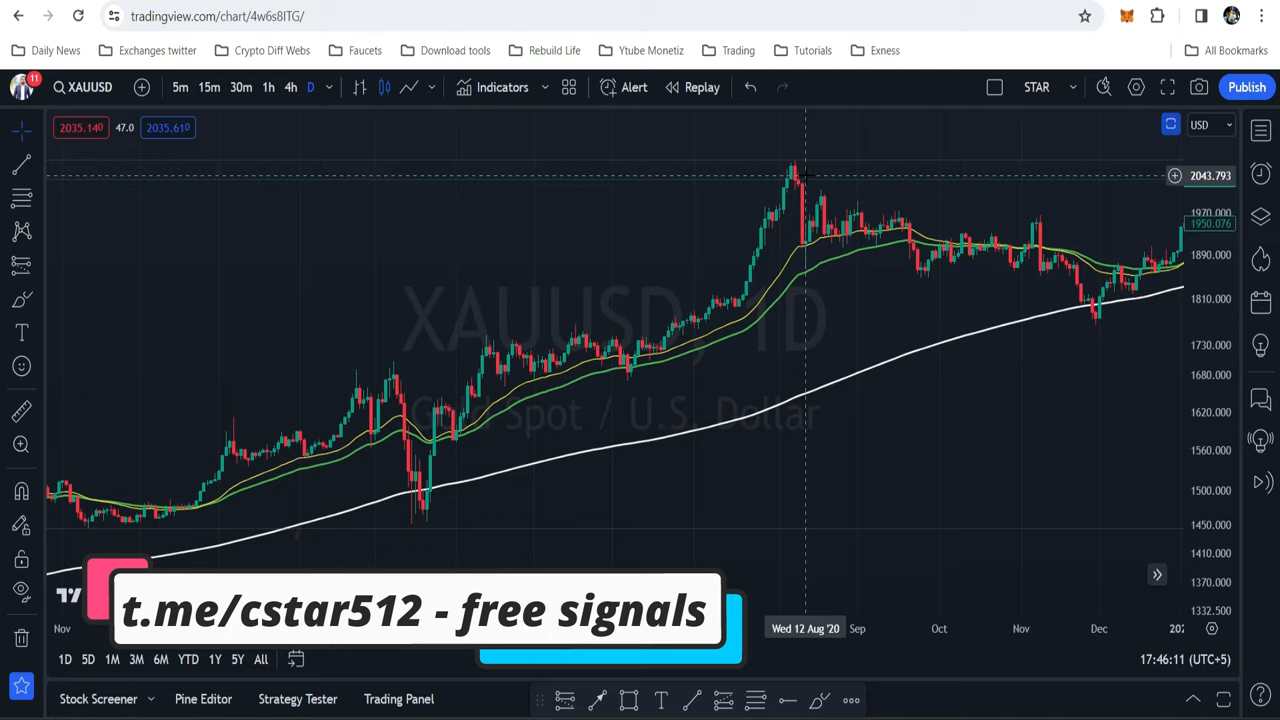 tradingview.com/chart/4w6s8ITG/
Daily News
Exchanges twitter
Crypto Diff Webs
Faucets
Download tools
Rebuild Life
Ytube Monetiz
Trading
Tutorials
Exness
All Bookmarks
11
XAUUSD
5m
15m
30m
1h
4h
D
Indicators
Alert
Replay
STAR
Publish
2035.140
47.0
2035.610
USD
2043.793
1970.000
1950.076
1890.000
1810.000
1730.000
1680.000
1620.000
1560.000
1500.000
1450.000
1410.000
1370.000
1332.500
XAUUSD, 1D
Gold Spot / U.S. Dollar
t.me/cstar512 - free signals
Nov
Wed 12 Aug '20
Sep
Oct
Nov
Dec
1D
5D
1M
3M
6M
YTD
1Y
5Y
All
17:46:11 (UTC+5)
Stock Screener
Pine Editor
Strategy Tester
Trading Panel